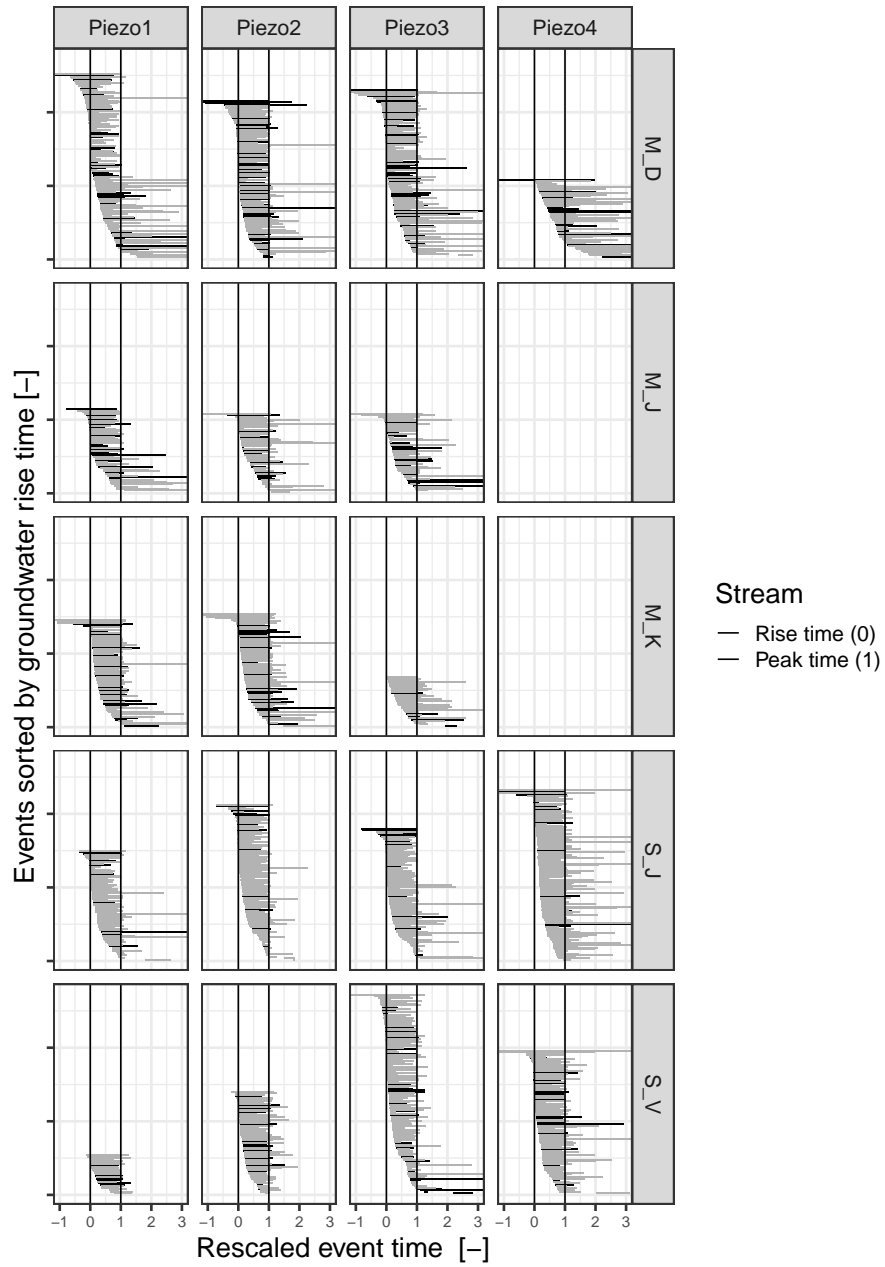 Piezo1 Piezo2 Piezo3 Piezo4
M_D
M_J
M_K
S_J
S_V
Events sorted by groundwater rise time [−]
−1 0 1 2 3 −1 0 1 2 3 −1 0 1 2 3 −1 0 1 2 3
Rescaled event time [−]
Stream
Rise time (0)
Peak time (1)